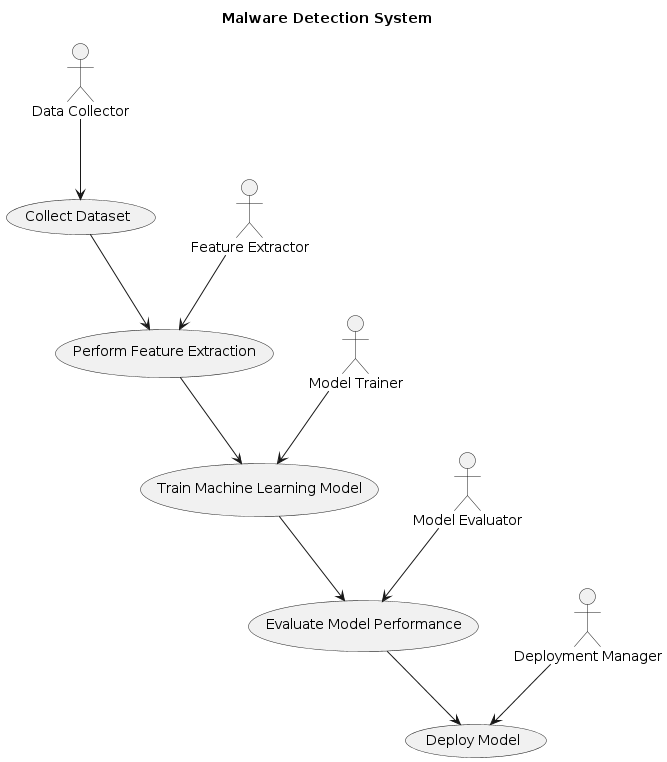 Malware Detection System
Data Collector
Collect Dataset
Feature Extractor
Perform Feature Extraction
Model Trainer
Train Machine Learning Model
Model Evaluator
Evaluate Model Performance
Deployment Manager
Deploy Model